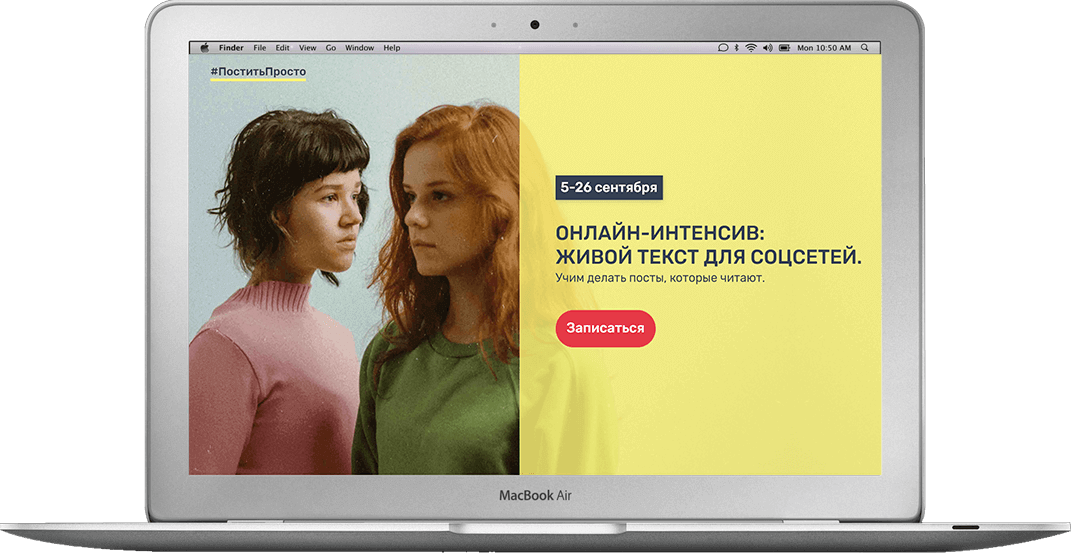 Finder File Edit View Go Window Help Mon 10:50 AM
#ПоститьПросто
5-26 сентября
ОНЛАЙН-ИНТЕНСИВ:
ЖИВОЙ ТЕКСТ ДЛЯ СОЦСЕТЕЙ.
Учим делать посты, которые читают.
Записаться
MacBook Air